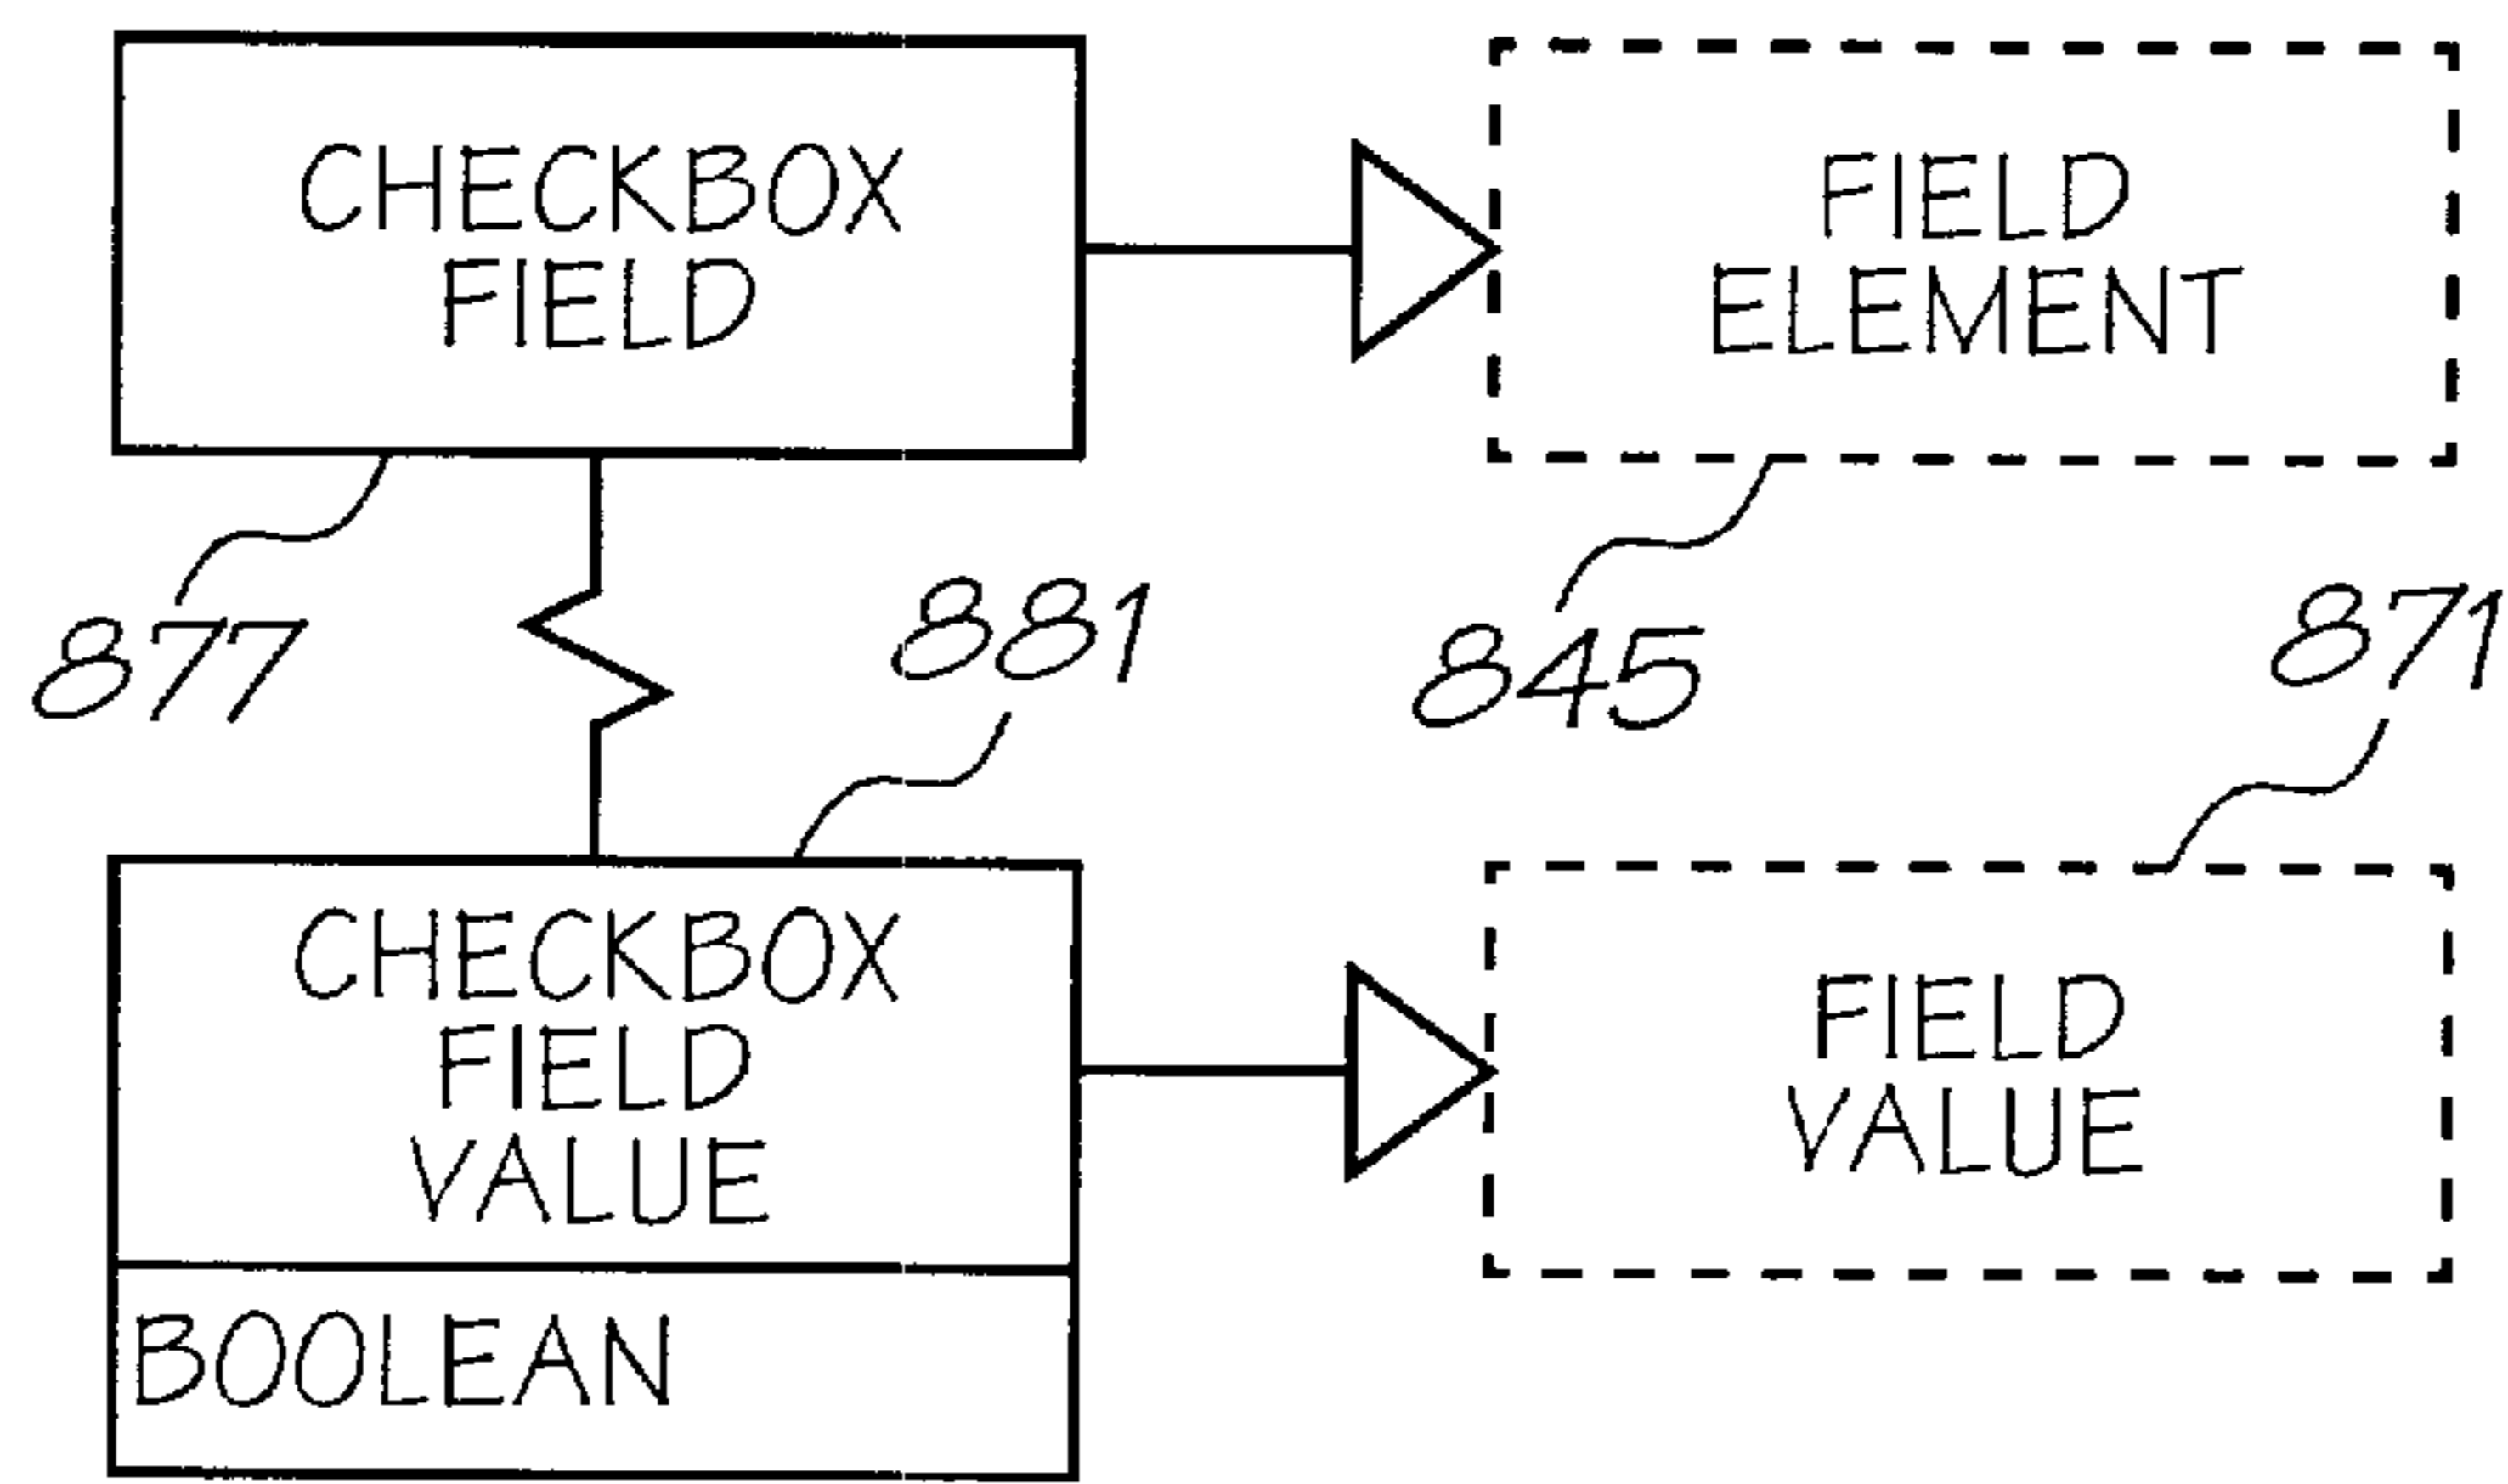 CHECKBOX
FIELD
FIELD
ELEMENT
877
881
845
871
CHECKBOX
FIELD
VALUE
BOOLEAN
FIELD
VALUE